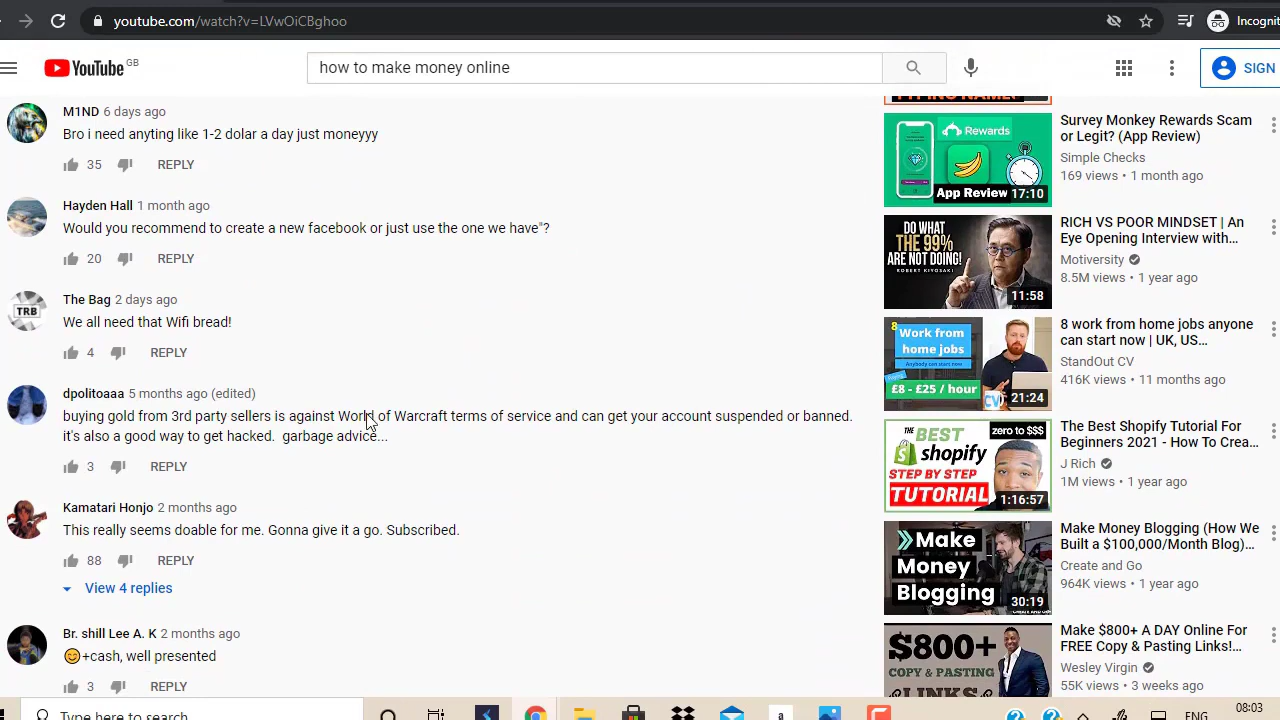 youtube.com/watch?v=LVwOiCBghoo
Incognit
YouTube GB
how to make money online
SIGN
M1ND 6 days ago
Bro i need anyting like 1-2 dolar a day just moneyyy
35 REPLY
Hayden Hall 1 month ago
Would you recommend to create a new facebook or just use the one we have"?
20 REPLY
The Bag 2 days ago
TRB
We all need that Wifi bread!
4 REPLY
dpolitoaaa 5 months ago (edited)
buying gold from 3rd party sellers is against World of Warcraft terms of service and can get your account suspended or banned.
it's also a good way to get hacked. garbage advice...
3 REPLY
Kamatari Honjo 2 months ago
This really seems doable for me. Gonna give it a go. Subscribed.
88 REPLY
View 4 replies
Br. shill Lee A. K 2 months ago
😊+cash, well presented
3 REPLY
Rewards
App Review 17:10
Survey Monkey Rewards Scam
or Legit? (App Review)
Simple Checks
169 views • 1 month ago
DO WHAT
THE 99%
ARE NOT DOING!
ROBERT KIYOSAKI
11:58
RICH VS POOR MINDSET | An
Eye Opening Interview with...
Motiversity
8.5M views • 1 year ago
8
Work from
home jobs
Anybody can start now
£8 - £25 / hour
CV
21:24
8 work from home jobs anyone
can start now | UK, US...
StandOut CV
416K views • 11 months ago
THE BEST
zero to $$$
shopify
STEP BY STEP
TUTORIAL
1:16:57
The Best Shopify Tutorial For
Beginners 2021 - How To Crea...
J Rich
1M views • 1 year ago
Make
Money
Blogging
30:19
Make Money Blogging (How We
Built a $100,000/Month Blog)...
Create and Go
964K views • 1 year ago
$800+
COPY & PASTING
LINKS
Make $800+ A DAY Online For
FREE Copy & Pasting Links!...
Wesley Virgin
55K views • 3 weeks ago
Type here to search
a
ENG
08:03